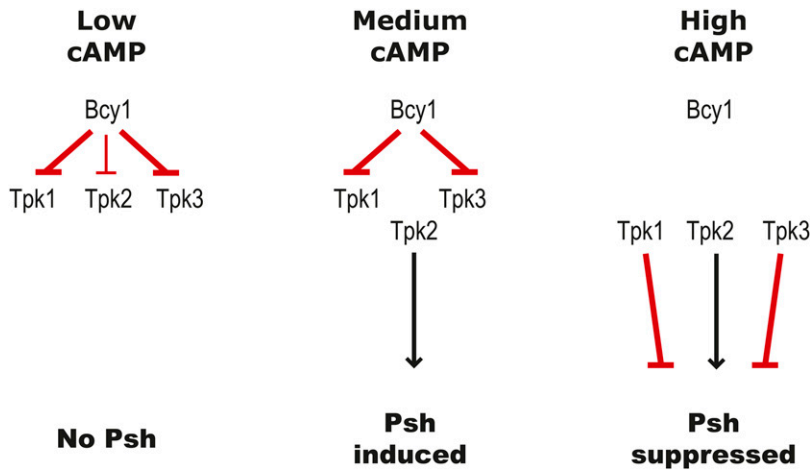 Low
cAMP
Bcy1
Tpk1 Tpk2 Tpk3
No Psh
Medium
cAMP
Bcy1
Tpk1 Tpk3
Tpk2
Psh
induced
High
cAMP
Bcy1
Tpk1 Tpk2 Tpk3
Psh
suppressed